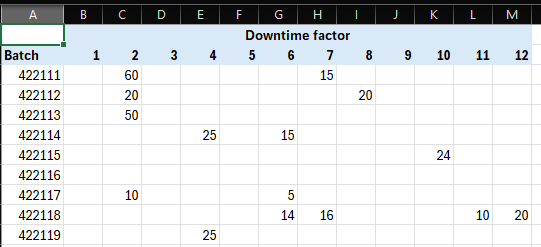 A B C D E F G H I J K L M
Downtime factor
Batch 1 2 3 4 5 6 7 8 9 10 11 12
422111 60 15
422112 20 20
422113 50
422114 25 15
422115 24
422116
422117 10 5
422118 14 16 10 20
422119 25